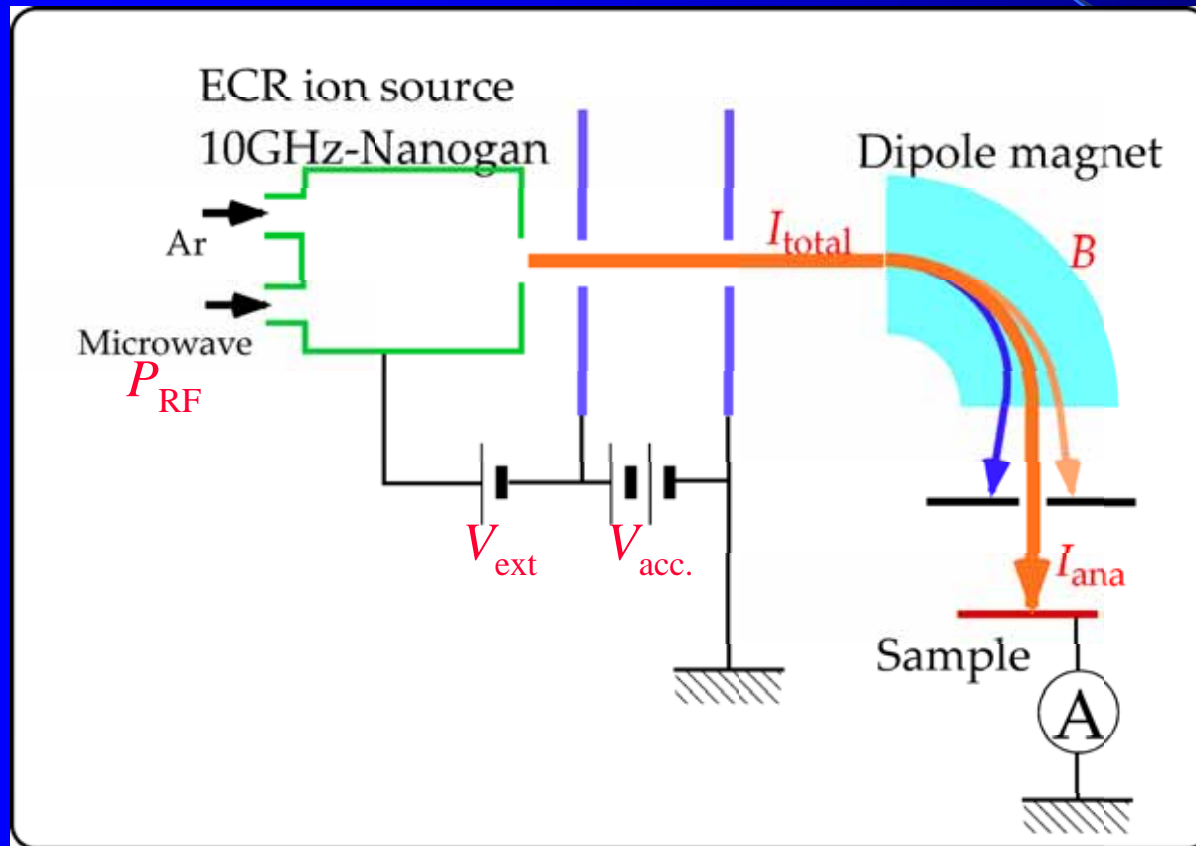 ECR ion source
10GHz-Nanogan
Dipole magnet
Ar
I_total
B
Microwave
P_RF
V_ext
V_acc.
I_ana
Sample
A